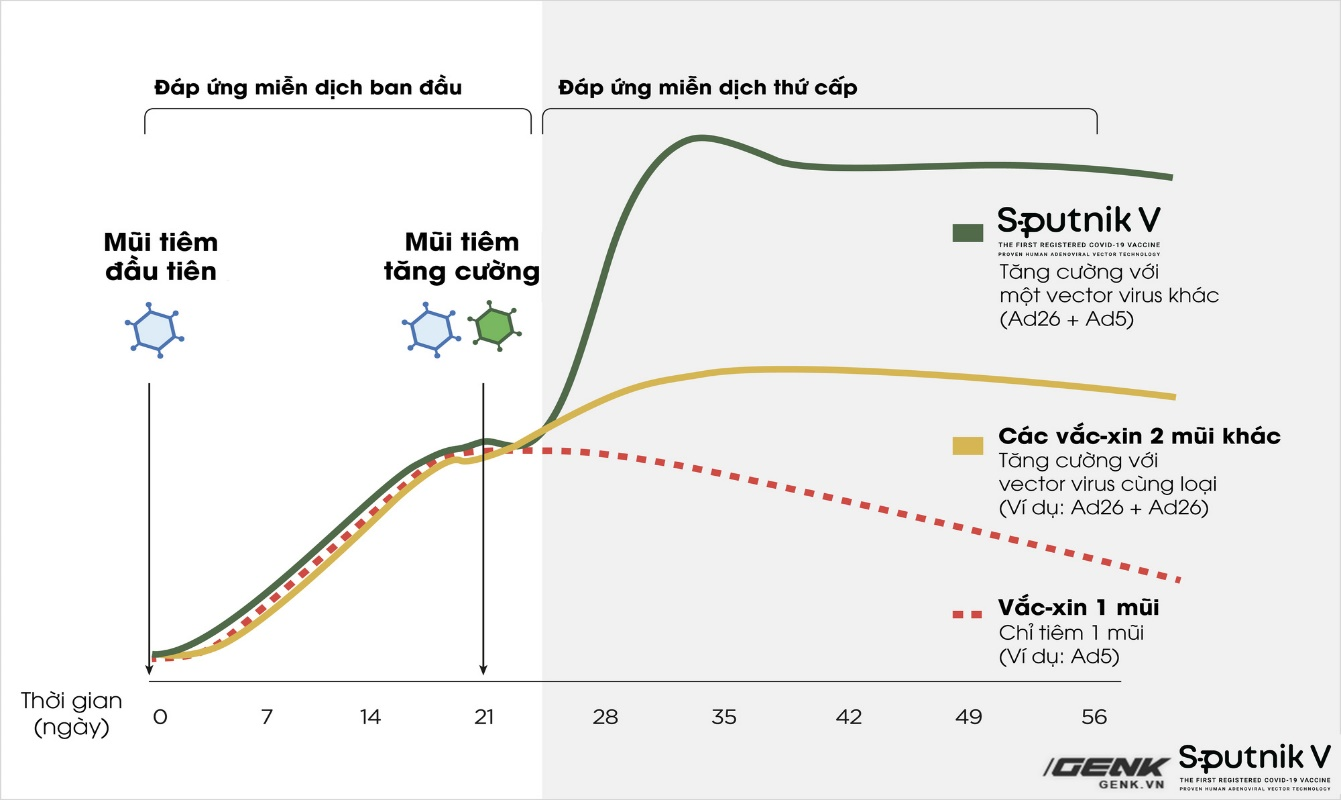 Đáp ứng miễn dịch ban đầu
Đáp ứng miễn dịch thứ cấp
Mũi tiêm
đầu tiên
Mũi tiêm
tăng cường
Sputnik V
THE FIRST REGISTERED COVID-19 VACCINE
PROVEN HUMAN ADENOVIRAL VECTOR TECHNOLOGY
Tăng cường với
một vector virus khác
(Ad26 + Ad5)
Các vắc-xin 2 mũi khác
Tăng cường với
vector virus cùng loại
(Ví dụ: Ad26 + Ad26)
Vắc-xin 1 mũi
Chỉ tiêm 1 mũi
(Ví dụ: Ad5)
Thời gian
(ngày)
0 7 14 21 28 35 42 49 56
GENK
GENK.VN
Sputnik V
THE FIRST REGISTERED COVID-19 VACCINE
PROVEN HUMAN ADENOVIRAL VECTOR TECHNOLOGY